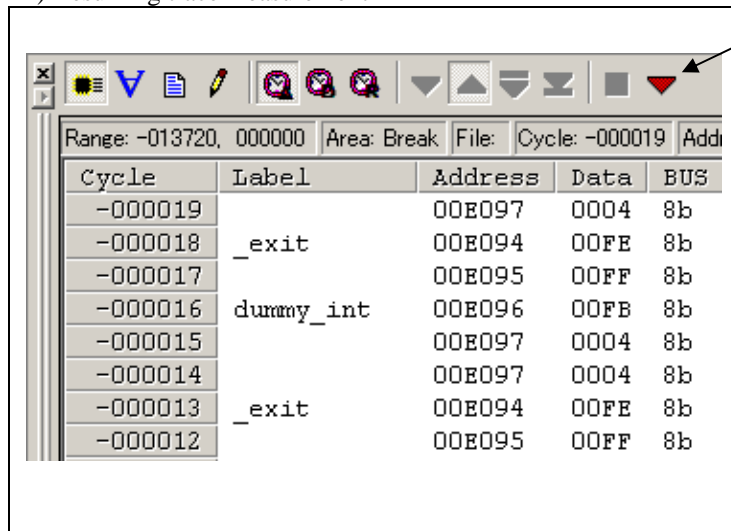 Range: -013720, 000000 Area: Break File: Cycle: -000019 Addr
Cycle Label Address Data BUS
-000019 00E097 0004 8b
-000018 _exit 00E094 00FE 8b
-000017 00E095 00FF 8b
-000016 dummy_int 00E096 00FB 8b
-000015 00E097 0004 8b
-000014 00E097 0004 8b
-000013 _exit 00E094 00FE 8b
-000012 00E095 00FF 8b